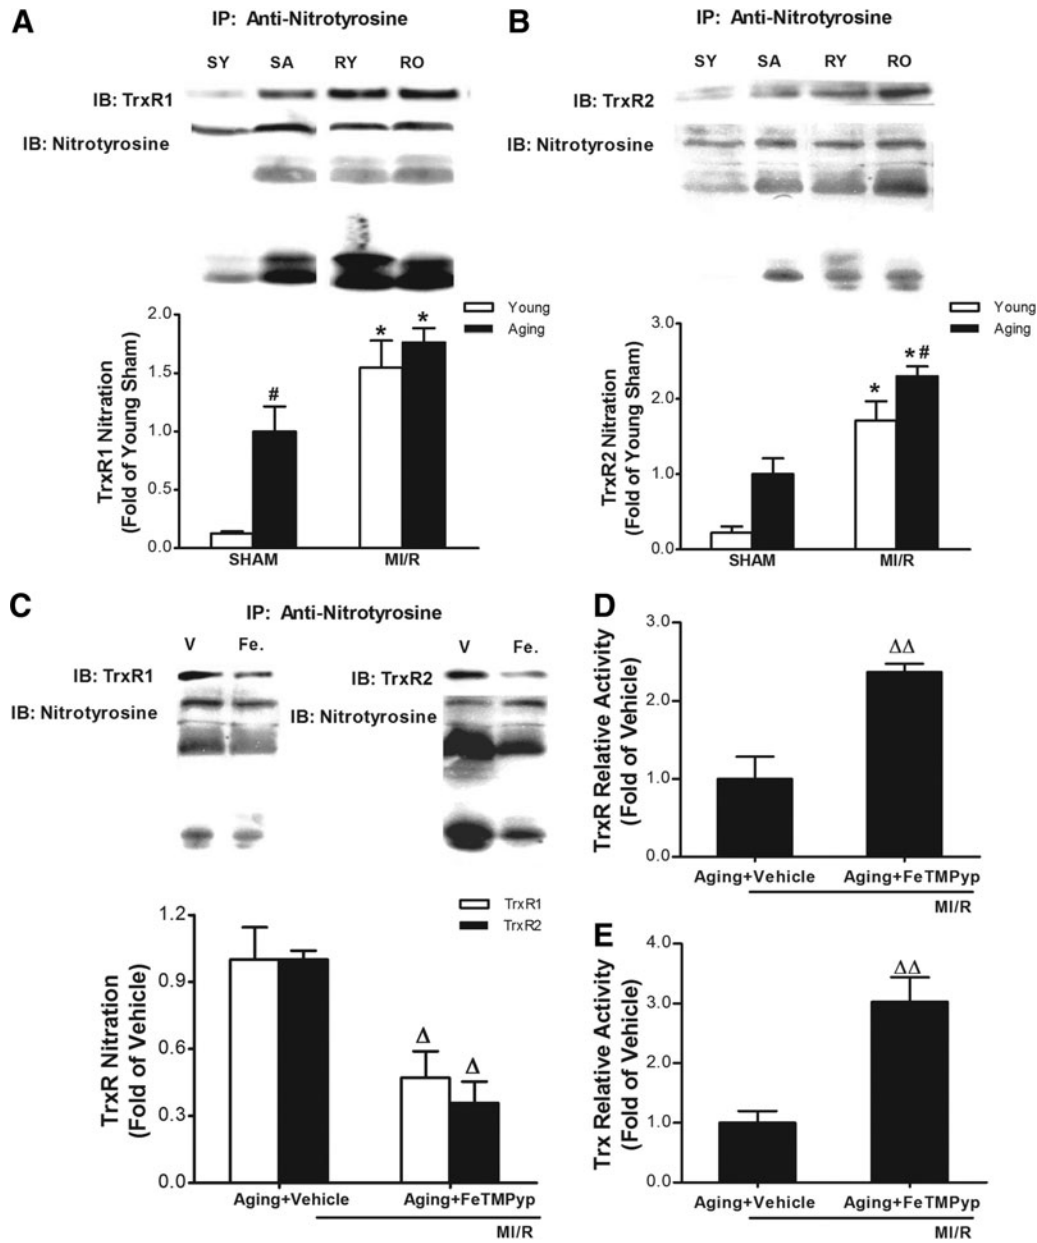 A
IP: Anti-Nitrotyrosine
SY SA RY RO
IB: TrxR1
IB: Nitrotyrosine
Young
Aging
TrxR1 Nitration
(Fold of Young Sham)
2.0
1.5
1.0
0.5
0.0
#
*
*
SHAM MI/R
B
IP: Anti-Nitrotyrosine
SY SA RY RO
IB: TrxR2
IB: Nitrotyrosine
Young
Aging
TrxR2 Nitration
(Fold of Young Sham)
3.0
2.0
1.0
0.0
*
*#
SHAM MI/R
C
IP: Anti-Nitrotyrosine
V Fe.
IB: TrxR1
IB: Nitrotyrosine
V Fe.
IB: TrxR2
IB: Nitrotyrosine
TrxR1
TrxR2
TrxR Nitration
(Fold of Vehicle)
1.2
0.9
0.6
0.3
0.0
Δ
Δ
Aging+Vehicle Aging+FeTMPyp
MI/R
D
TrxR Relative Activity
(Fold of Vehicle)
3.0
2.0
1.0
0.0
ΔΔ
Aging+Vehicle Aging+FeTMPyp
MI/R
E
Trx Relative Activity
(Fold of Vehicle)
4.0
3.0
2.0
1.0
0.0
ΔΔ
Aging+Vehicle Aging+FeTMPyp
MI/R